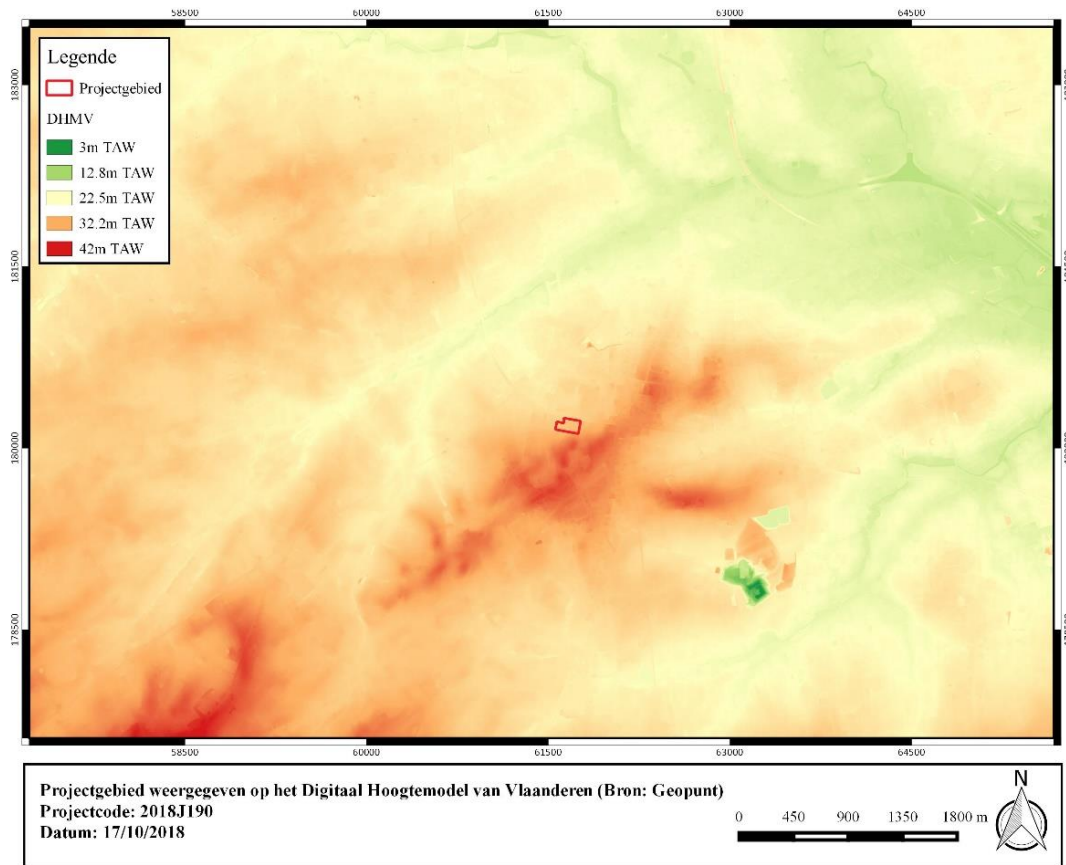 58500 60000 61500 63000 64500
Legende
Projectgebied
DHMV
3m TAW
12.8m TAW
22.5m TAW
32.2m TAW
42m TAW
183000
181500 181500
180000
178500
58500 60000 61500 63000 64500
Projectgebied weergegeven op het Digitaal Hoogtemodel van Vlaanderen (Bron: Geopunt)
Projectcode: 2018J190
Datum: 17/10/2018
0 450 900 1350 1800 m
N